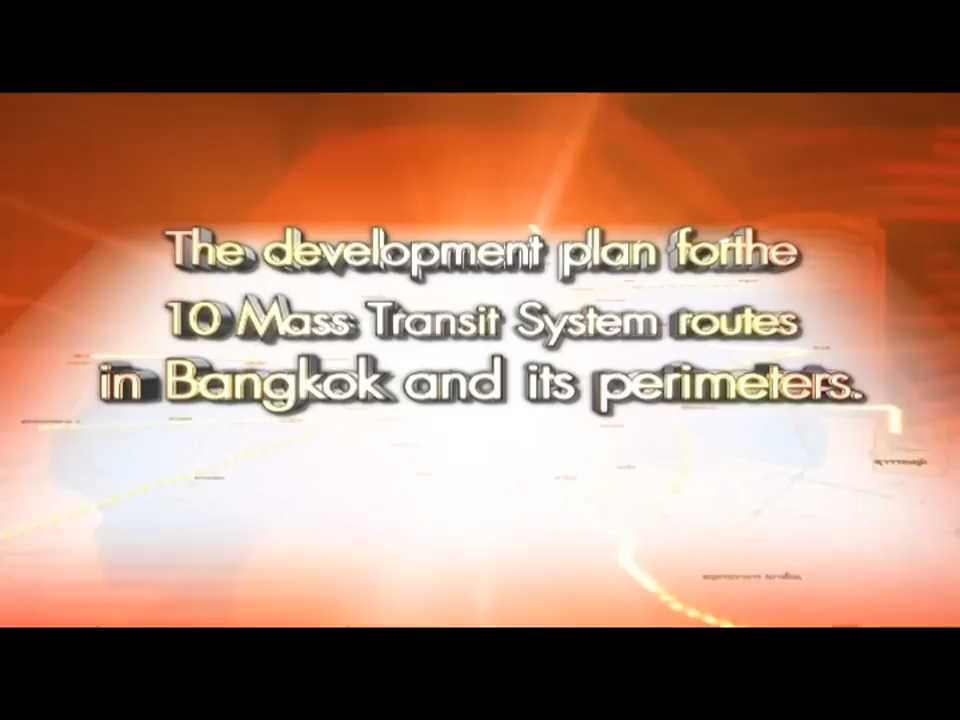 The development plan forthe
10 Mass Transit System routes
in Bangkok and its perimeters.